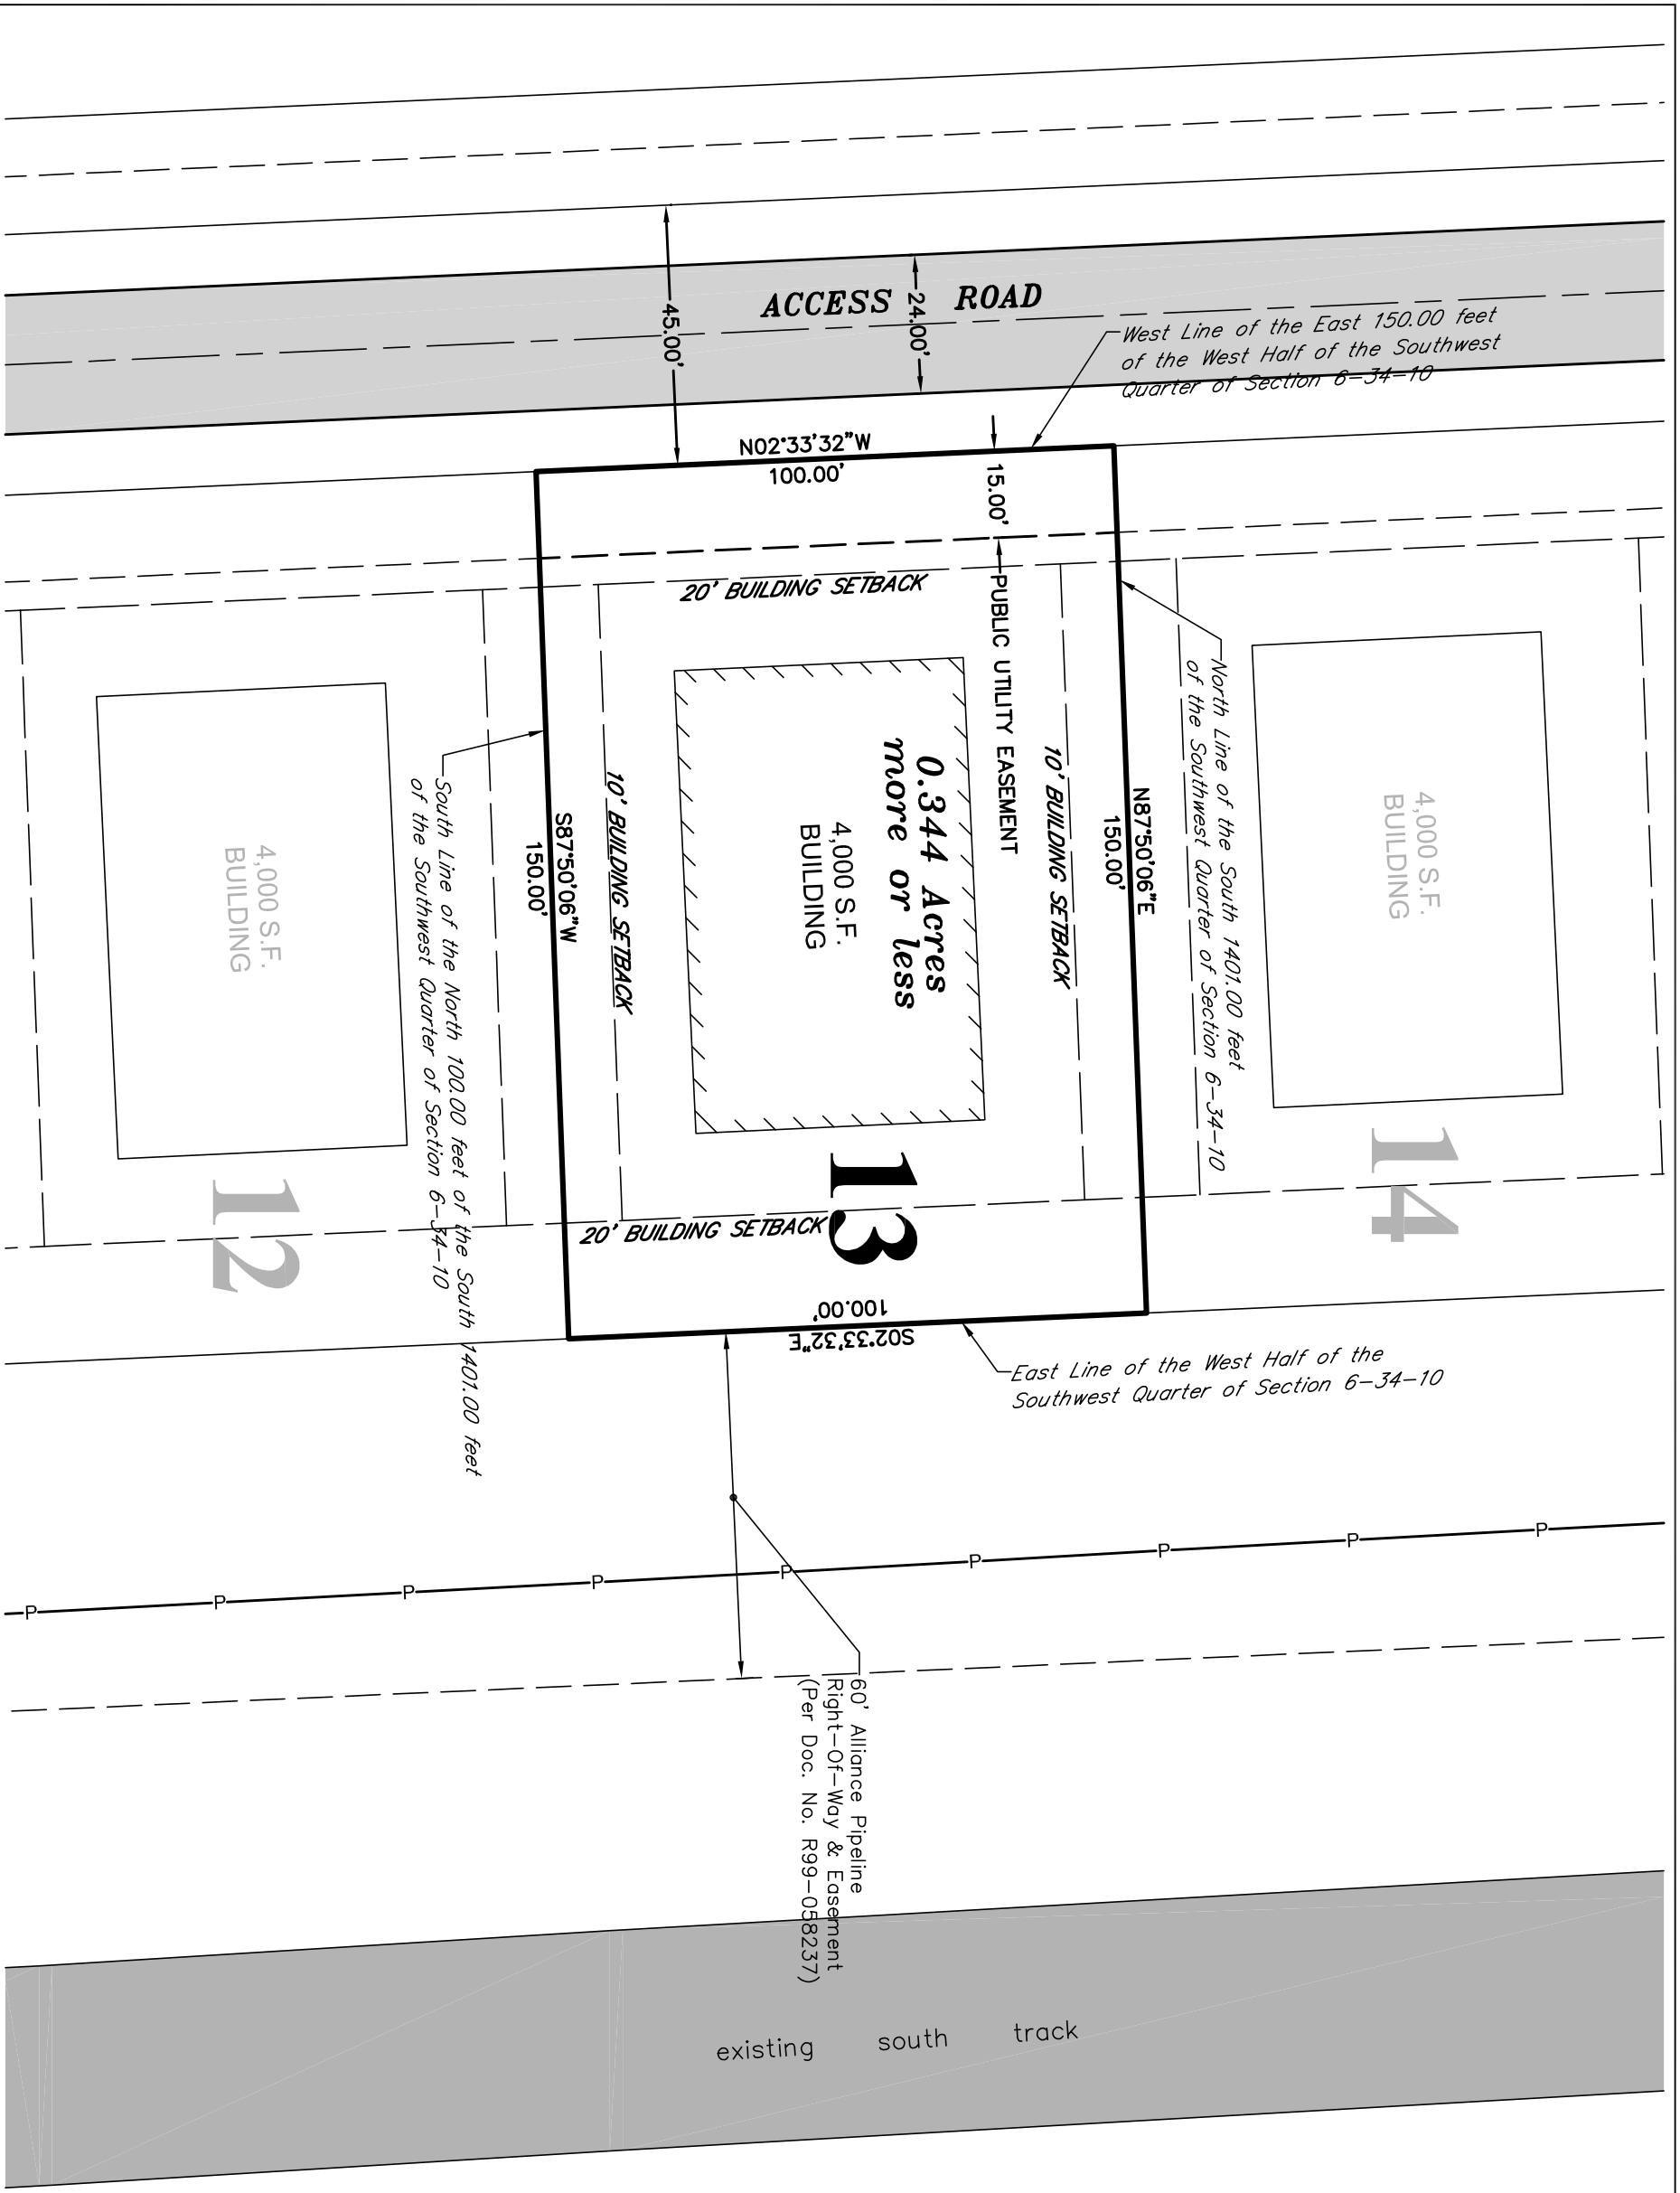 ACCESS ROAD
24.00'
45.00'
West Line of the East 150.00 feet
of the West Half of the Southwest
Quarter of Section 6-34-10
N02°33'32"W
100.00'
15.00'
PUBLIC UTILITY EASEMENT
20' BUILDING SETBACK
North Line of the South 1401.00 feet
of the Southwest Quarter of Section 6-34-10
N87°50'06"E
150.00'
10' BUILDING SETBACK
0.344 Acres
more or less
4,000 S.F.
BUILDING
13
10' BUILDING SETBACK
S87°50'06"W
150.00'
South Line of the North 100.00 feet of the South 1401.00 feet
of the Southwest Quarter of Section 6-34-10
20' BUILDING SETBACK
100.00'
S02°33'32"E
East Line of the West Half of the
Southwest Quarter of Section 6-34-10
4,000 S.F.
BUILDING
14
4,000 S.F.
BUILDING
12
P
P
P
P
P
P
P
P
P
60' Alliance Pipeline
Right-Of-Way & Easement
(Per Doc. No. R99-058237)
existing south track